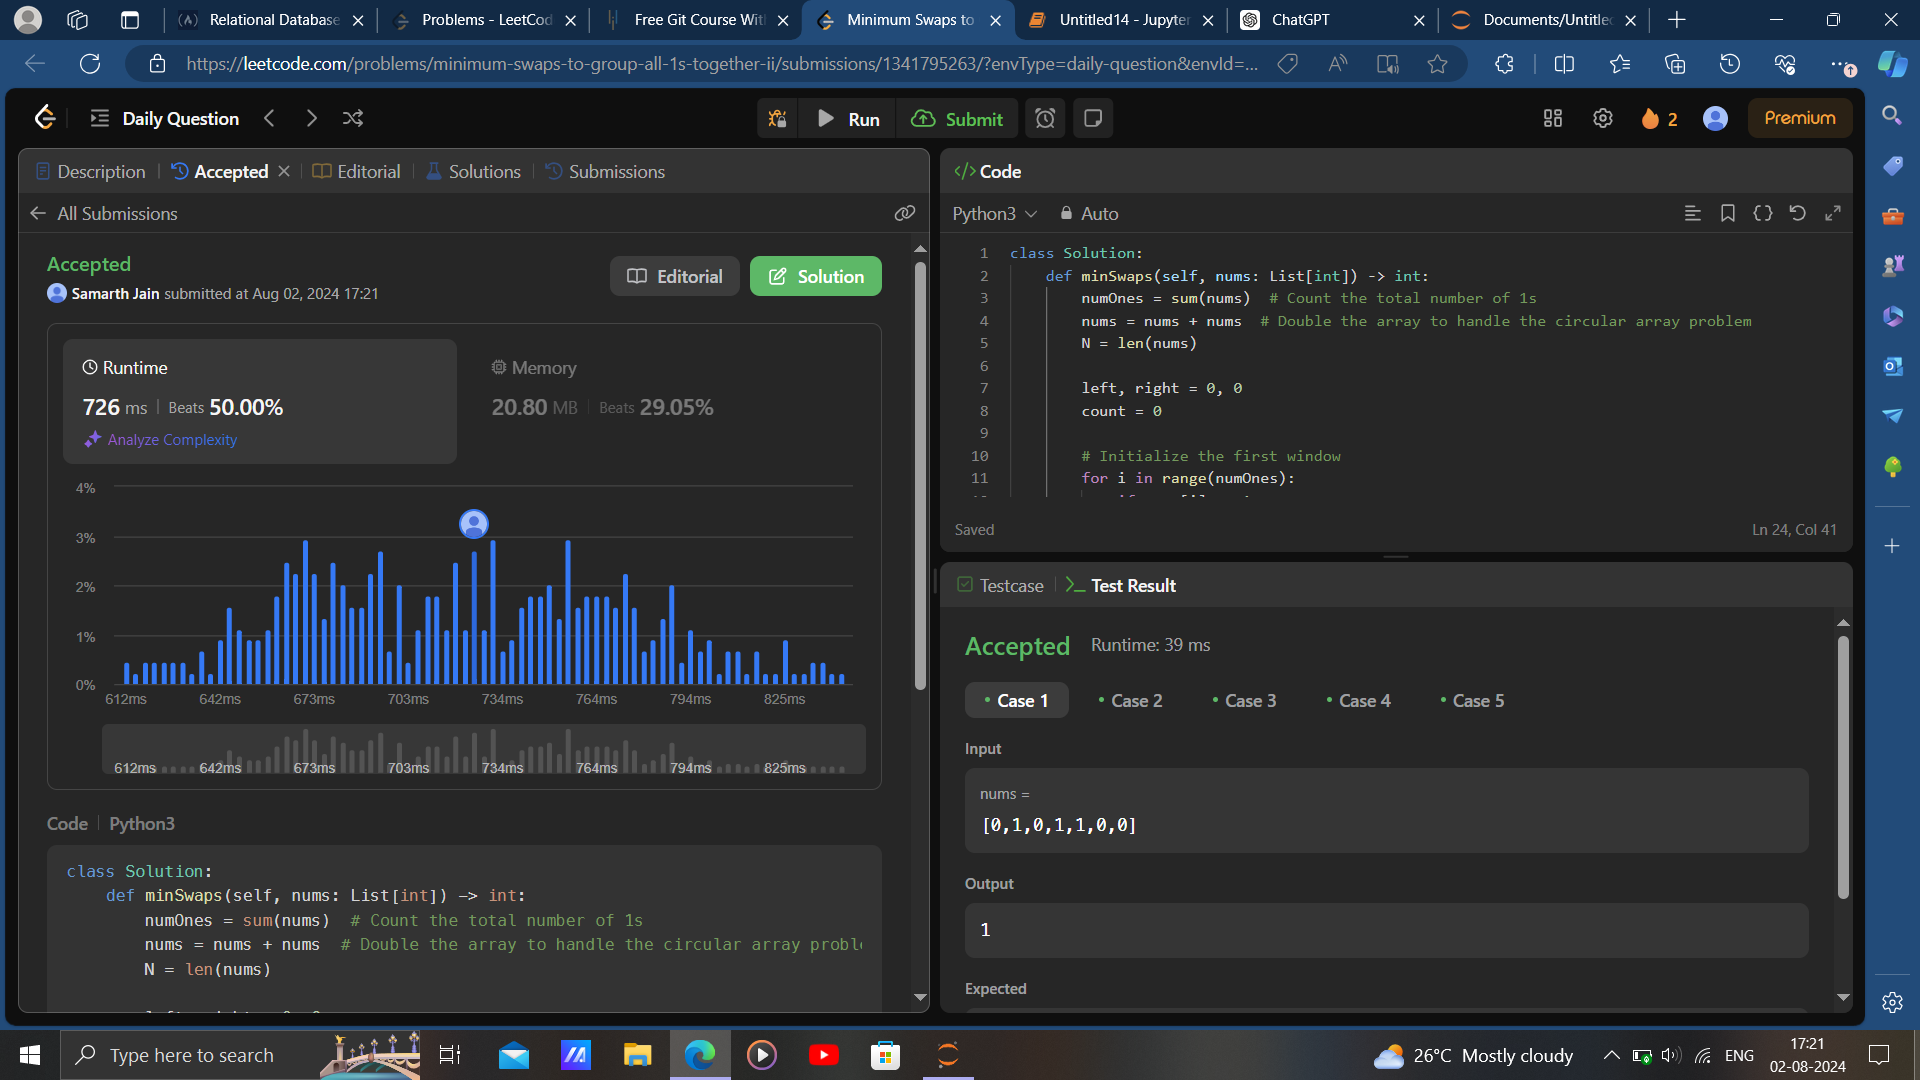 Relational Database
Problems - LeetCod
Free Git Course Wit
Minimum Swaps to
Untitled14 - Jupyter
ChatGPT
Documents/Untitle
https://leetcode.com/problems/minimum-swaps-to-group-all-1s-together-ii/submissions/1341795263/?envType=daily-question&envId=...
Daily Question
Run
Submit
2
Premium
Description
Accepted
Editorial
Solutions
Submissions
All Submissions
Accepted
Samarth Jain submitted at Aug 02, 2024 17:21
Editorial
Solution
Runtime
726 ms | Beats 50.00%
Analyze Complexity
Memory
20.80 MB | Beats 29.05%
4%
3%
2%
1%
0%
612ms 642ms 673ms 703ms 734ms 764ms 794ms 825ms
612ms 642ms 673ms 703ms 734ms 764ms 794ms 825ms
Code | Python3
class Solution:
def minSwaps(self, nums: List[int]) -> int:
numOnes = sum(nums) # Count the total number of 1s
nums = nums + nums # Double the array to handle the circular array proble
N = len(nums)
</> Code
Python3
Auto
1 class Solution:
2 def minSwaps(self, nums: List[int]) -> int:
3 numOnes = sum(nums) # Count the total number of 1s
4 nums = nums + nums # Double the array to handle the circular array problem
5 N = len(nums)
6
7 left, right = 0, 0
8 count = 0
9
10 # Initialize the first window
11 for i in range(numOnes):
Saved
Ln 24, Col 41
Testcase
Test Result
Accepted Runtime: 39 ms
• Case 1 • Case 2 • Case 3 • Case 4 • Case 5
Input
nums =
[0,1,0,1,1,0,0]
Output
1
Expected
Type here to search
26°C Mostly cloudy
ENG
17:21
02-08-2024